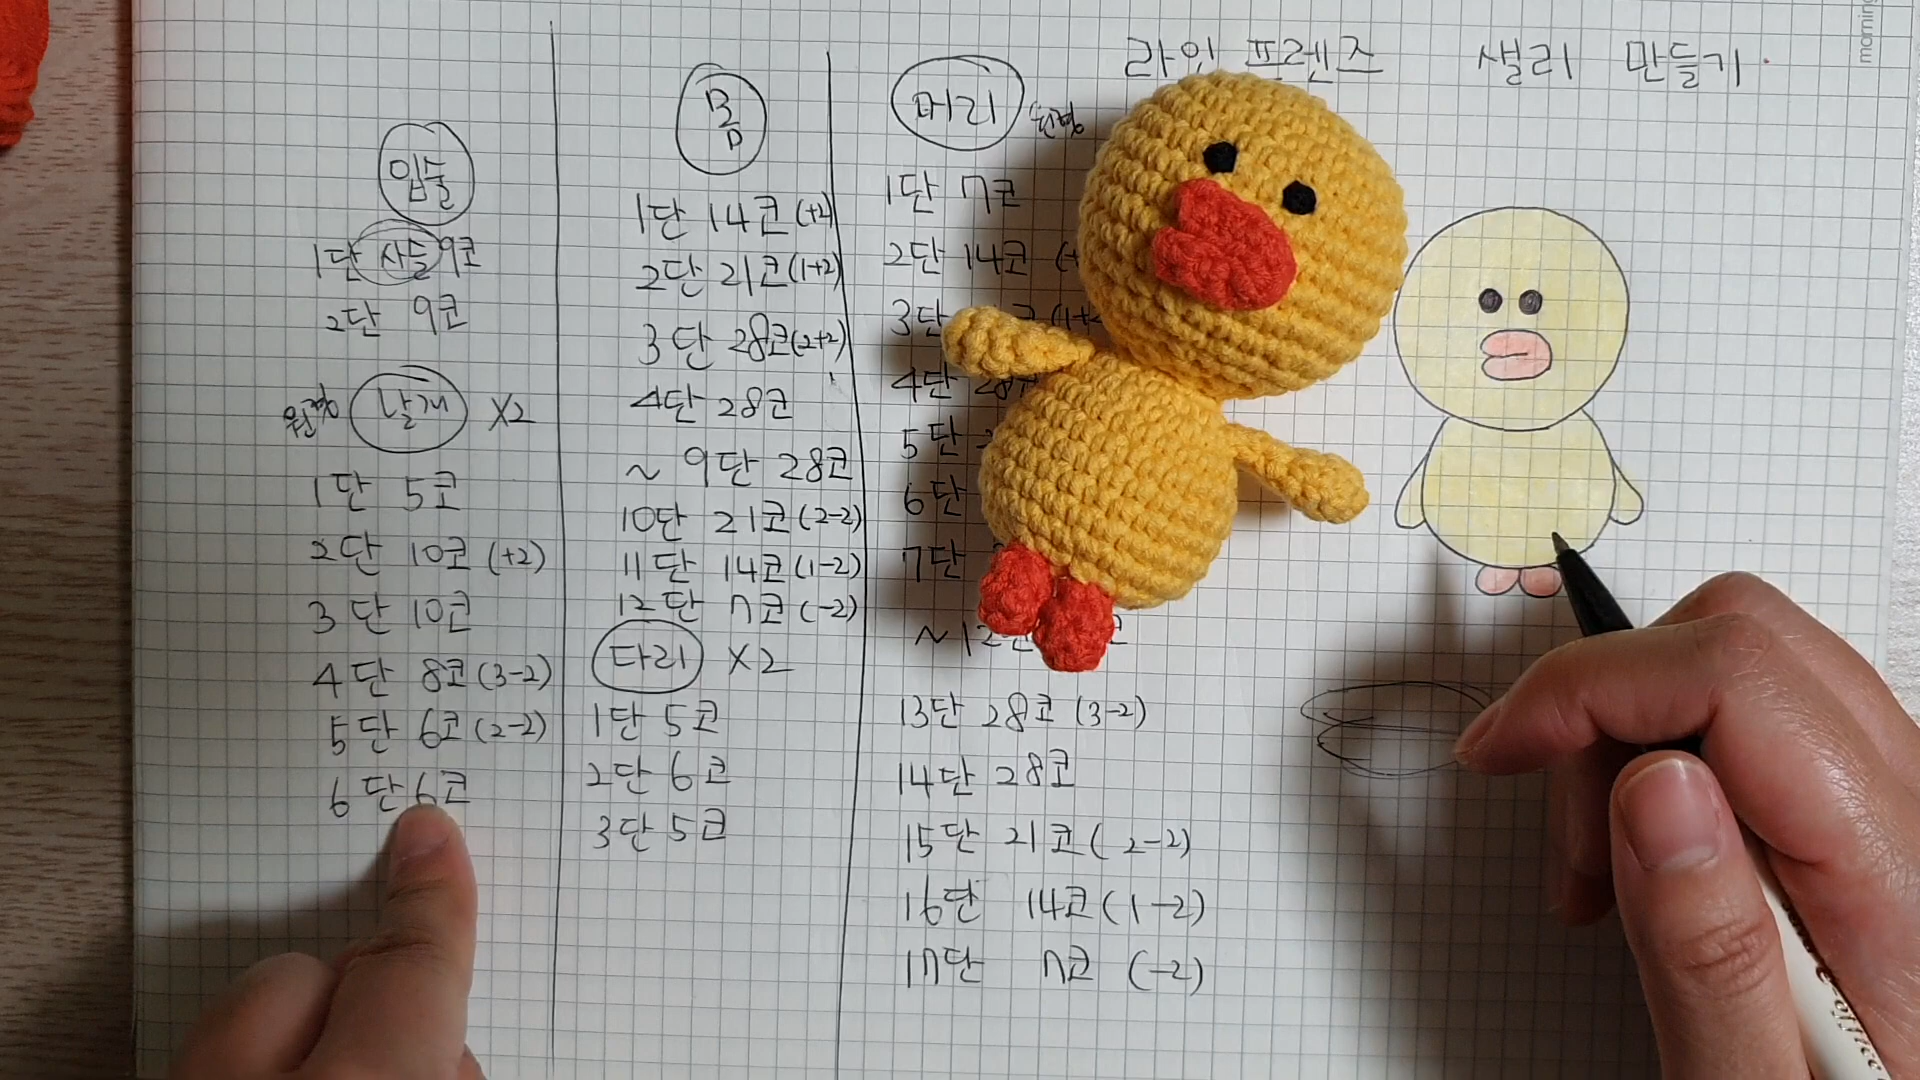 라인 프렌즈 샐리 만들기.
입술
1단 사슬 9코
2단 9코
원형 날개 X2
1단 5코
2단 10코 (+2)
3단 10코
4단 8코 (3-2)
5단 6코 (2-2)
6단 6코
몸
1단 14코 (+2)
2단 21코 (1+2)
3단 28코 (2+2)
4단 28코
~ 9단 28코
10단 21코 (2-2)
11단 14코 (1-2)
12단 7코 (-2)
다리 X2
1단 5코
2단 6코
3단 5코
머리 원형
1단 7코
2단 14코
3단
4단 28코
5단
6단
7단
13단 28코 (3-2)
14단 28코
15단 21코 (2-2)
16단 14코 (1-2)
17단 7코 (-2)
morning
office